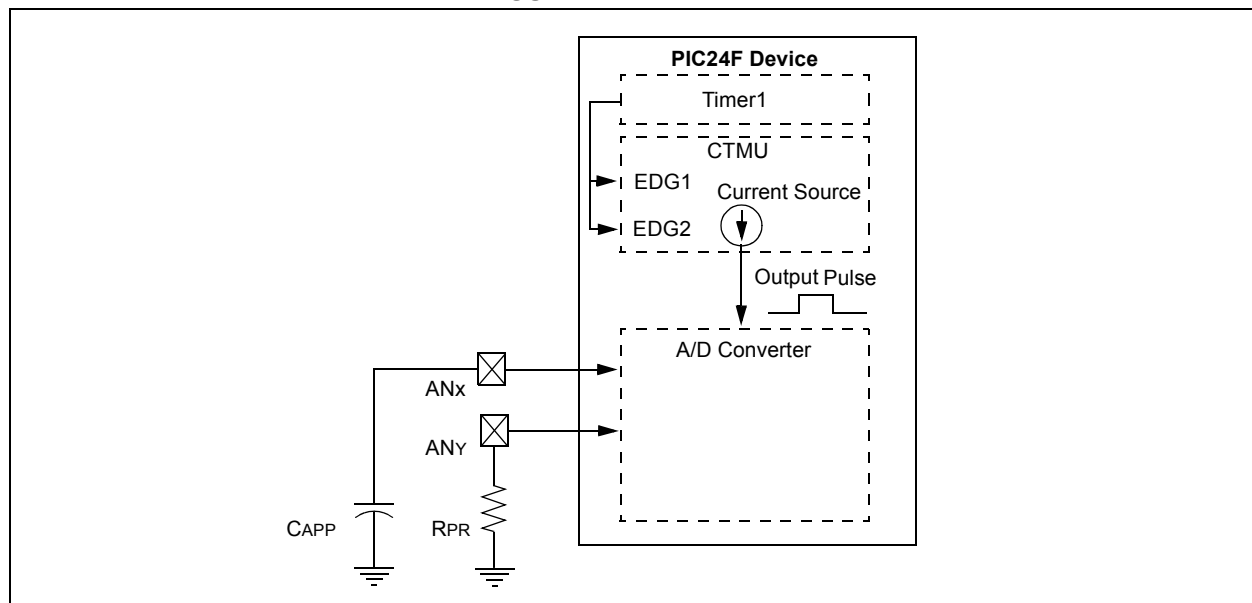 PIC24F Device
Timer1
CTMU
EDG1
Current Source
EDG2
Output Pulse
A/D Converter
ANX
ANY
CAPP
RPR